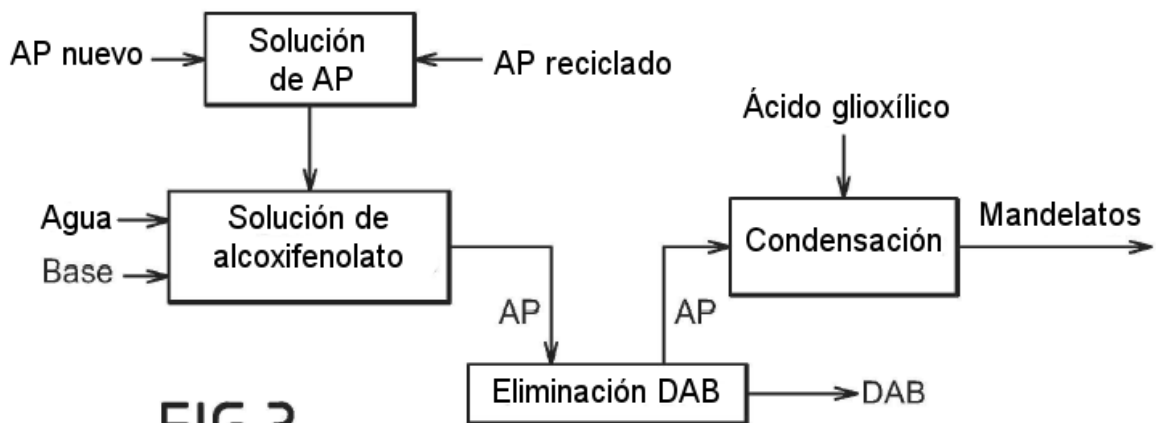 AP nuevo
Solución
de AP
AP reciclado
Ácido glioxílico
Agua
Base
Solución de
alcoxifenolato
Condensación
Mandelatos
AP
AP
Eliminación DAB
DAB